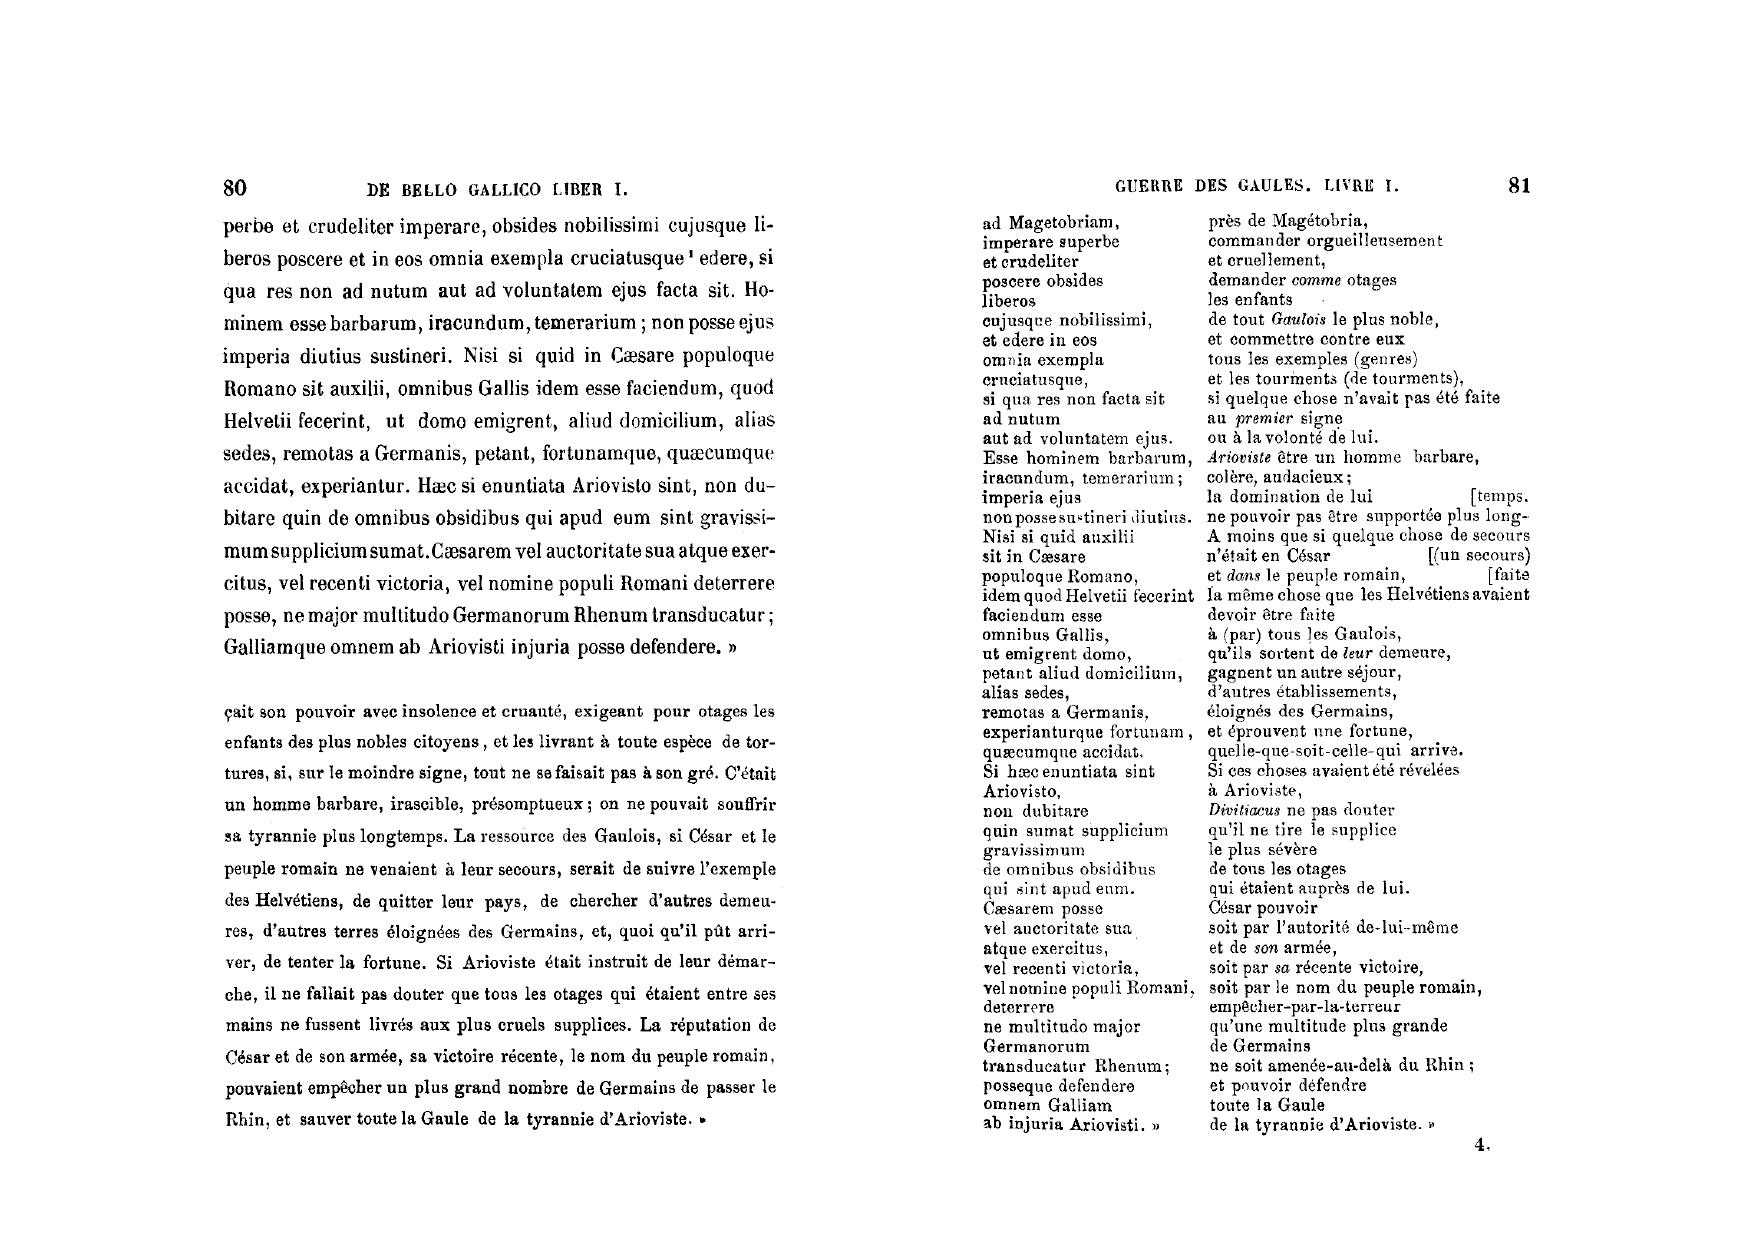 80 DE BELLO GALLICO LIBER I.
perbe et crudeliter imperare, obsides nobilissimi cujusque li-
beros poscere et in eos omnia exempla cruciatusque¹ edere, si
qua res non ad nutum aut ad voluntatem ejus facta sit. Ho-
minem esse barbarum, iracundum, temerarium ; non posse ejus
imperia diutius sustineri. Nisi si quid in Cæsare populoque
Romano sit auxilii, omnibus Gallis idem esse faciendum, quod
Helvetii fecerint, ut domo emigrent, aliud domicilium, alias
sedes, remotas a Germanis, petant, fortunamque, quæcumque
accidat, experiantur. Hæc si enuntiata Ariovisto sint, non du-
bitare quin de omnibus obsidibus qui apud eum sint gravissi-
mum supplicium sumat. Cæsarem vel auctoritate sua atque exer-
citus, vel recenti victoria, vel nomine populi Romani deterrere
posse, ne major multitudo Germanorum Rhenum transducatur ;
Galliamque omnem ab Ariovisti injuria posse defendere. »
çait son pouvoir avec insolence et cruauté, exigeant pour otages les
enfants des plus nobles citoyens, et les livrant à toute espèce de tor-
tures, si, sur le moindre signe, tout ne se faisait pas à son gré. C'était
un homme barbare, irascible, présomptueux ; on ne pouvait souffrir
sa tyrannie plus longtemps. La ressource des Gaulois, si César et le
peuple romain ne venaient à leur secours, serait de suivre l'exemple
des Helvétiens, de quitter leur pays, de chercher d'autres demeu-
res, d'autres terres éloignées des Germains, et, quoi qu'il pût arri-
ver, de tenter la fortune. Si Arioviste était instruit de leur démar-
che, il ne fallait pas douter que tous les otages qui étaient entre ses
mains ne fussent livrés aux plus cruels supplices. La réputation de
César et de son armée, sa victoire récente, le nom du peuple romain,
pouvaient empêcher un plus grand nombre de Germains de passer le
Rhin, et sauver toute la Gaule de la tyrannie d'Arioviste. »
GUERRE DES GAULES. LIVRE I. 81
ad Magetobriam, près de Magétobria,
imperare superbe commander orgueilleusement
et crudeliter et cruellement,
poscere obsides demander comme otages
liberos les enfants
cujusque nobilissimi, de tout Gaulois le plus noble,
et edere in eos et commettre contre eux
omnia exempla tous les exemples (genres)
cruciatusque, et les tourments (de tourments),
si qua res non facta sit si quelque chose n'avait pas été faite
ad nutum au premier signe
aut ad voluntatem ejus. ou à la volonté de lui.
Esse hominem barbarum, Arioviste être un homme barbare,
iracundum, temerarium ; colère, audacieux ;
imperia ejus la domination de lui [temps.
non posse sustineri diutius. ne pouvoir pas être supportée plus long-
Nisi si quid auxilii A moins que si quelque chose de secours
sit in Cæsare n'était en César [(un secours)
populoque Romano, et dans le peuple romain, [faite
idem quod Helvetii fecerint la même chose que les Helvétiens avaient
faciendum esse devoir être faite
omnibus Gallis, à (par) tous les Gaulois,
ut emigrent domo, qu'ils sortent de leur demeure,
petant aliud domicilium, gagnent un autre séjour,
alias sedes, d'autres établissements,
remotas a Germanis, éloignés des Germains,
experianturque fortunam, et éprouvent une fortune,
quæcumque accidat. quelle-que-soit-celle-qui arrive.
Si hæc enuntiata sint Si ces choses avaient été révélées
Ariovisto, à Arioviste,
non dubitare Divitiacus ne pas douter
quin sumat supplicium qu'il ne tire le supplice
gravissimum le plus sévère
de omnibus obsidibus de tous les otages
qui sint apud eum. qui étaient auprès de lui.
Cæsarem posse César pouvoir
vel auctoritate sua soit par l'autorité de-lui-même
atque exercitus, et de son armée,
vel recenti victoria, soit par sa récente victoire,
vel nomine populi Romani, soit par le nom du peuple romain,
deterrere empêcher-par-la-terreur
ne multitudo major qu'une multitude plus grande
Germanorum de Germains
transducatur Rhenum ; ne soit amenée-au-delà du Rhin ;
posseque defendere et pouvoir défendre
omnem Galliam toute la Gaule
ab injuria Ariovisti. » de la tyrannie d'Arioviste. »
4.